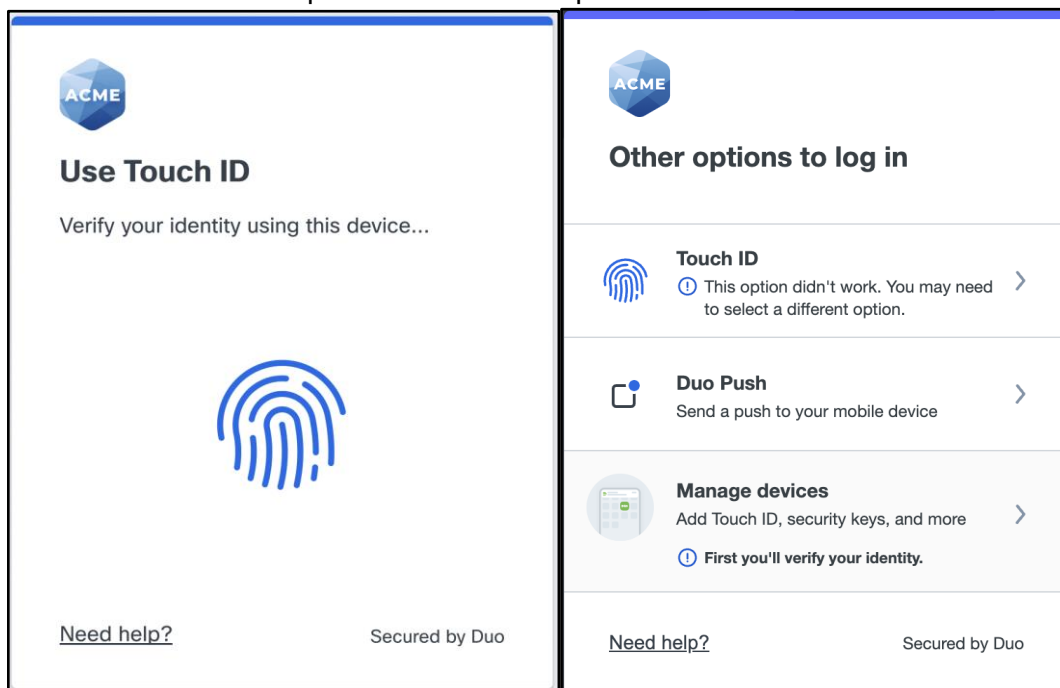 ACME
Use Touch ID
Verify your identity using this device...
Need help?
Secured by Duo
ACME
Other options to log in
Touch ID
This option didn't work. You may need
to select a different option.
Duo Push
Send a push to your mobile device
Manage devices
Add Touch ID, security keys, and more
First you'll verify your identity.
Need help?
Secured by Duo